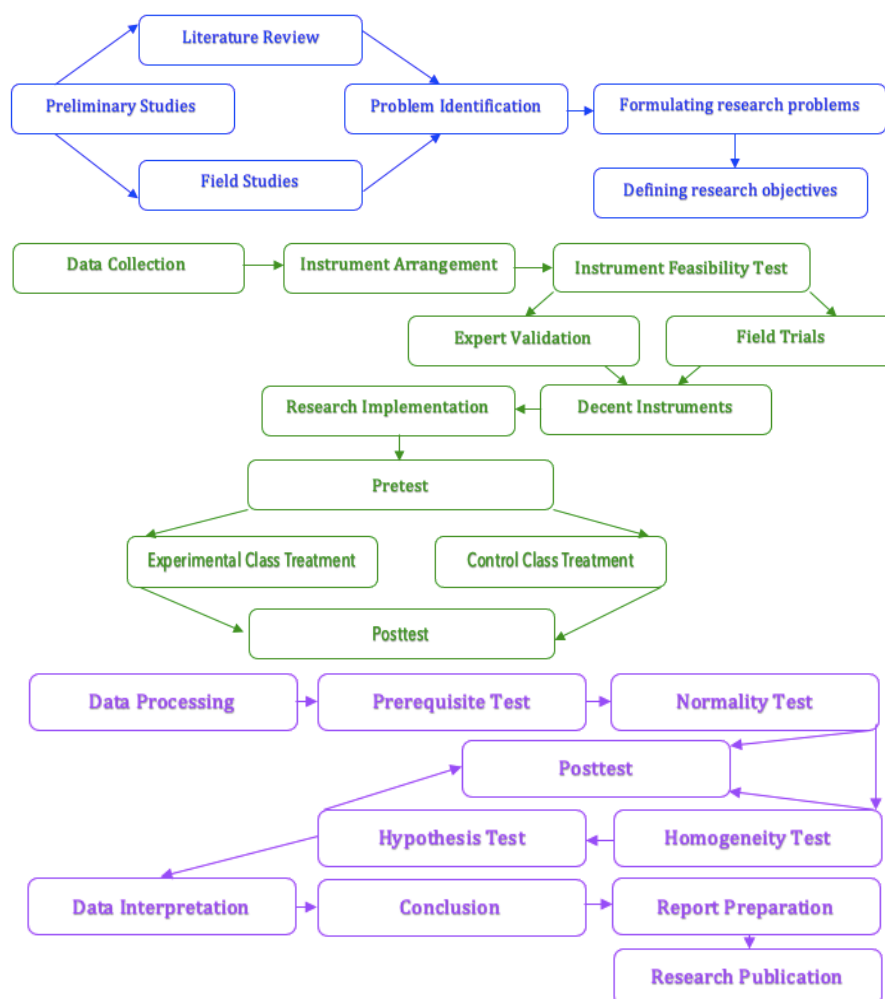 Literature Review
Preliminary Studies
Problem Identification
Formulating research problems
Field Studies
Defining research objectives
Data Collection
Instrument Arrangement
Instrument Feasibility Test
Expert Validation
Field Trials
Research Implementation
Decent Instruments
Pretest
Experimental Class Treatment
Control Class Treatment
Posttest
Data Processing
Prerequisite Test
Normality Test
Posttest
Hypothesis Test
Homogeneity Test
Data Interpretation
Conclusion
Report Preparation
Research Publication